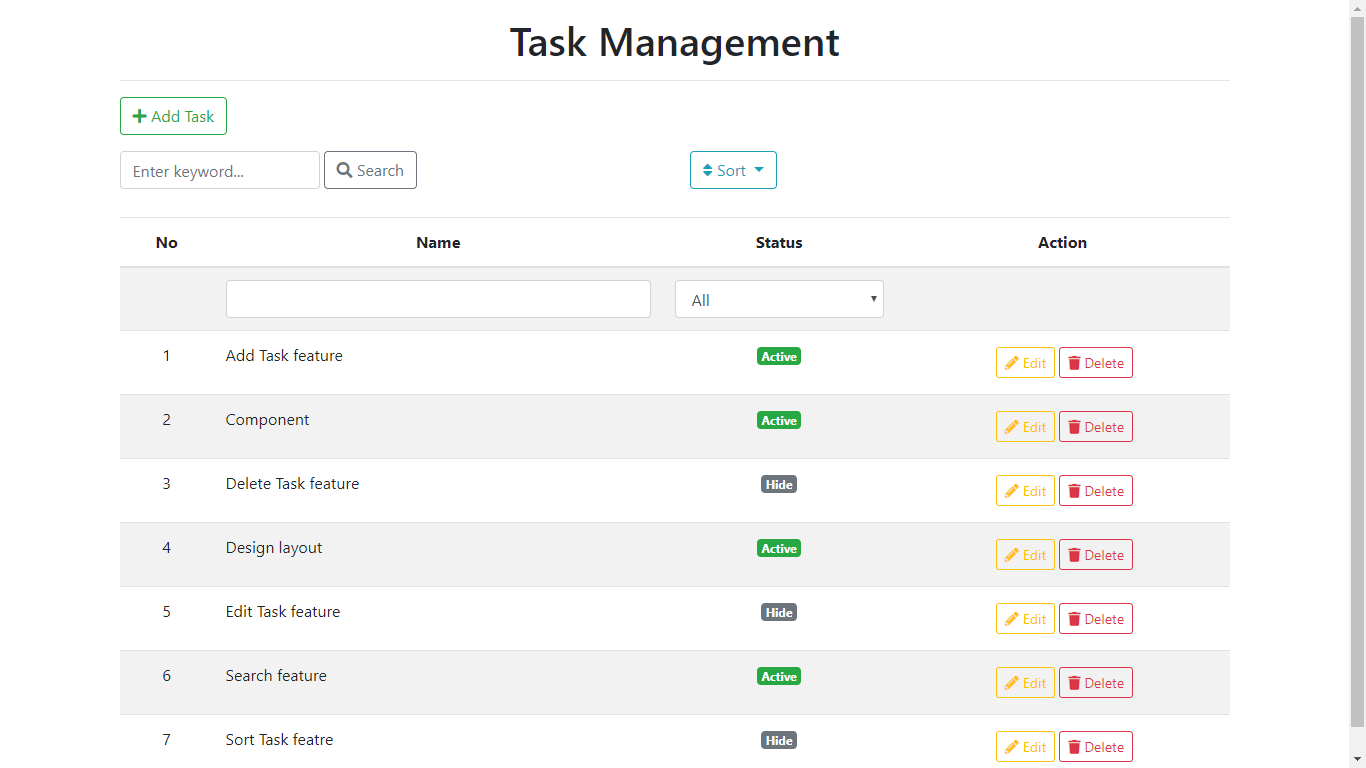 Task Management
Add Task
Enter keyword... Search Sort
No Name Status Action
All
1 Add Task feature Active Edit Delete
2 Component Active Edit Delete
3 Delete Task feature Hide Edit Delete
4 Design layout Active Edit Delete
5 Edit Task feature Hide Edit Delete
6 Search feature Active Edit Delete
7 Sort Task featre Hide Edit Delete